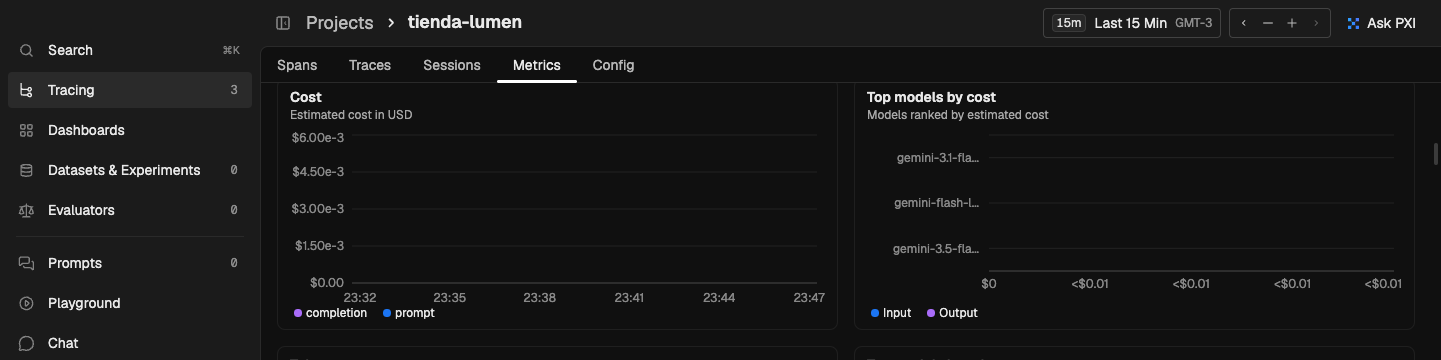 Projects › tienda-lumen
15m Last 15 Min GMT-3
Ask PXI
Search ⌘K
Tracing 3
Dashboards
Datasets & Experiments 0
Evaluators 0
Prompts 0
Playground
Chat
Spans Traces Sessions Metrics Config
Cost
Estimated cost in USD
$6.00e-3
$4.50e-3
$3.00e-3
$1.50e-3
$0.00
23:32 23:35 23:38 23:41 23:44 23:47
completion prompt
Top models by cost
Models ranked by estimated cost
gemini-3.1-fla...
gemini-flash-l...
gemini-3.5-fla...
$0 <$0.01 <$0.01 <$0.01 <$0.01
Input Output